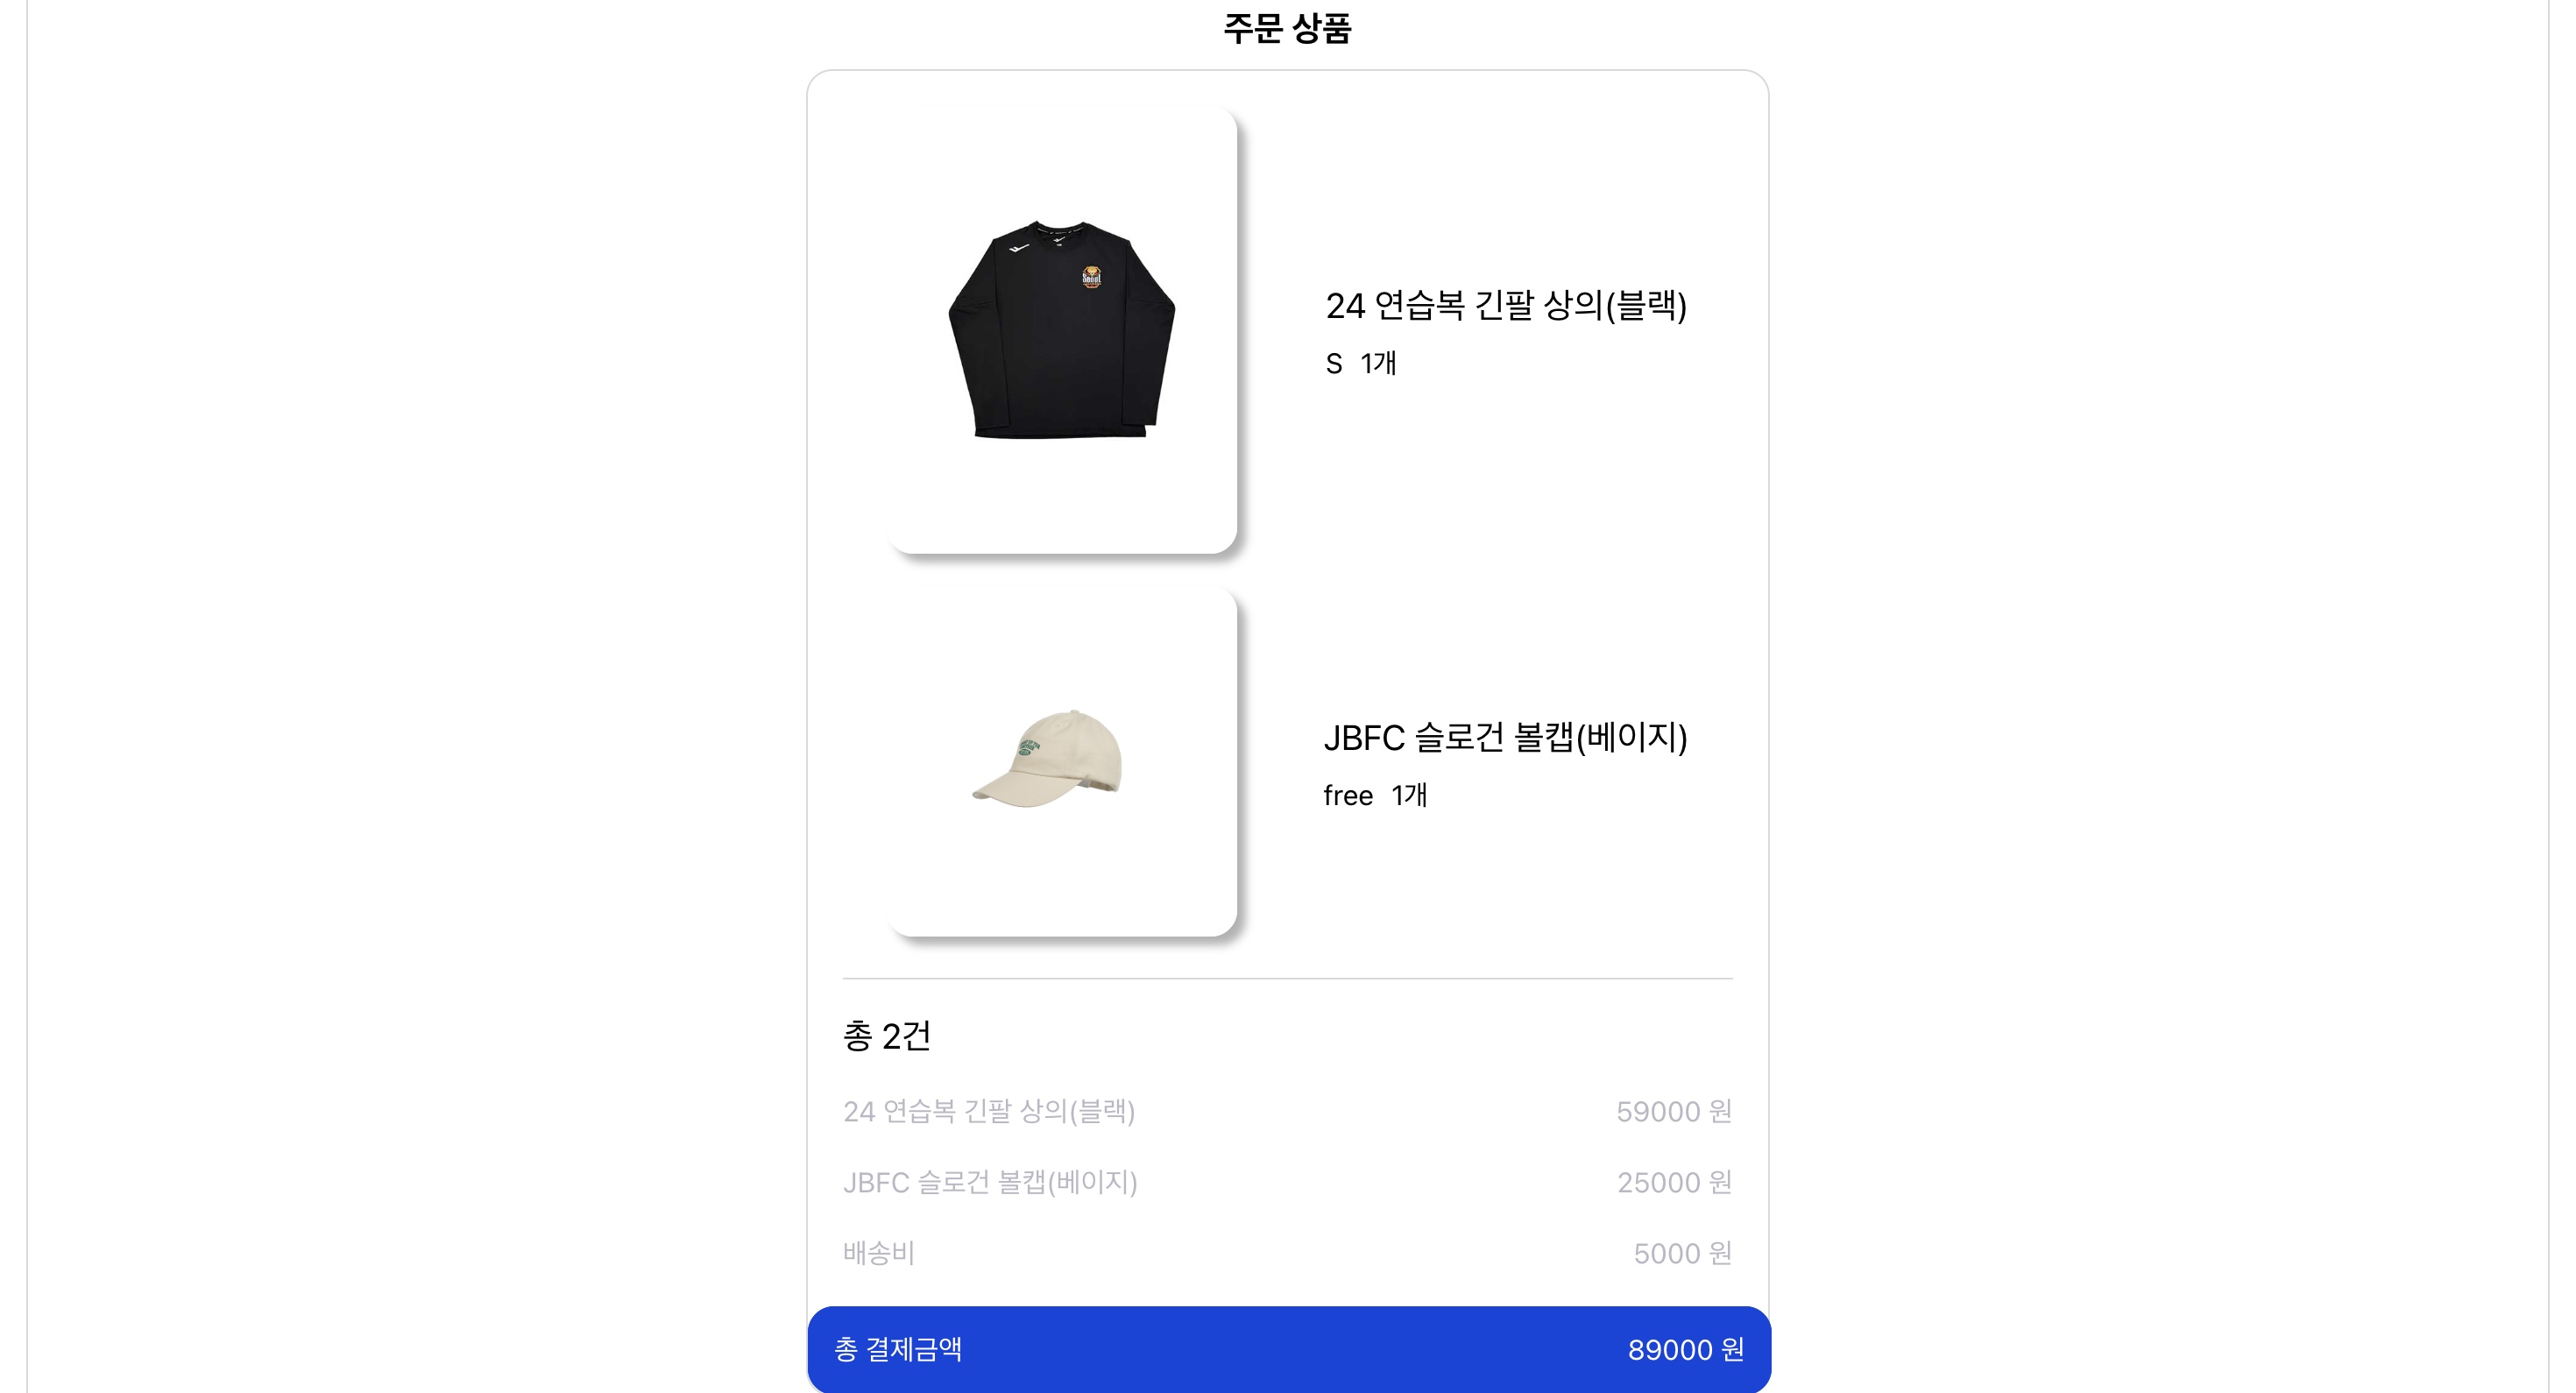 주문 상품
Seoul
24 연습복 긴팔 상의(블랙)
S 1개
JBFC 슬로건 볼캡(베이지)
free 1개
총 2건
24 연습복 긴팔 상의(블랙) 59000 원
JBFC 슬로건 볼캡(베이지) 25000 원
배송비 5000 원
총 결제금액 89000 원